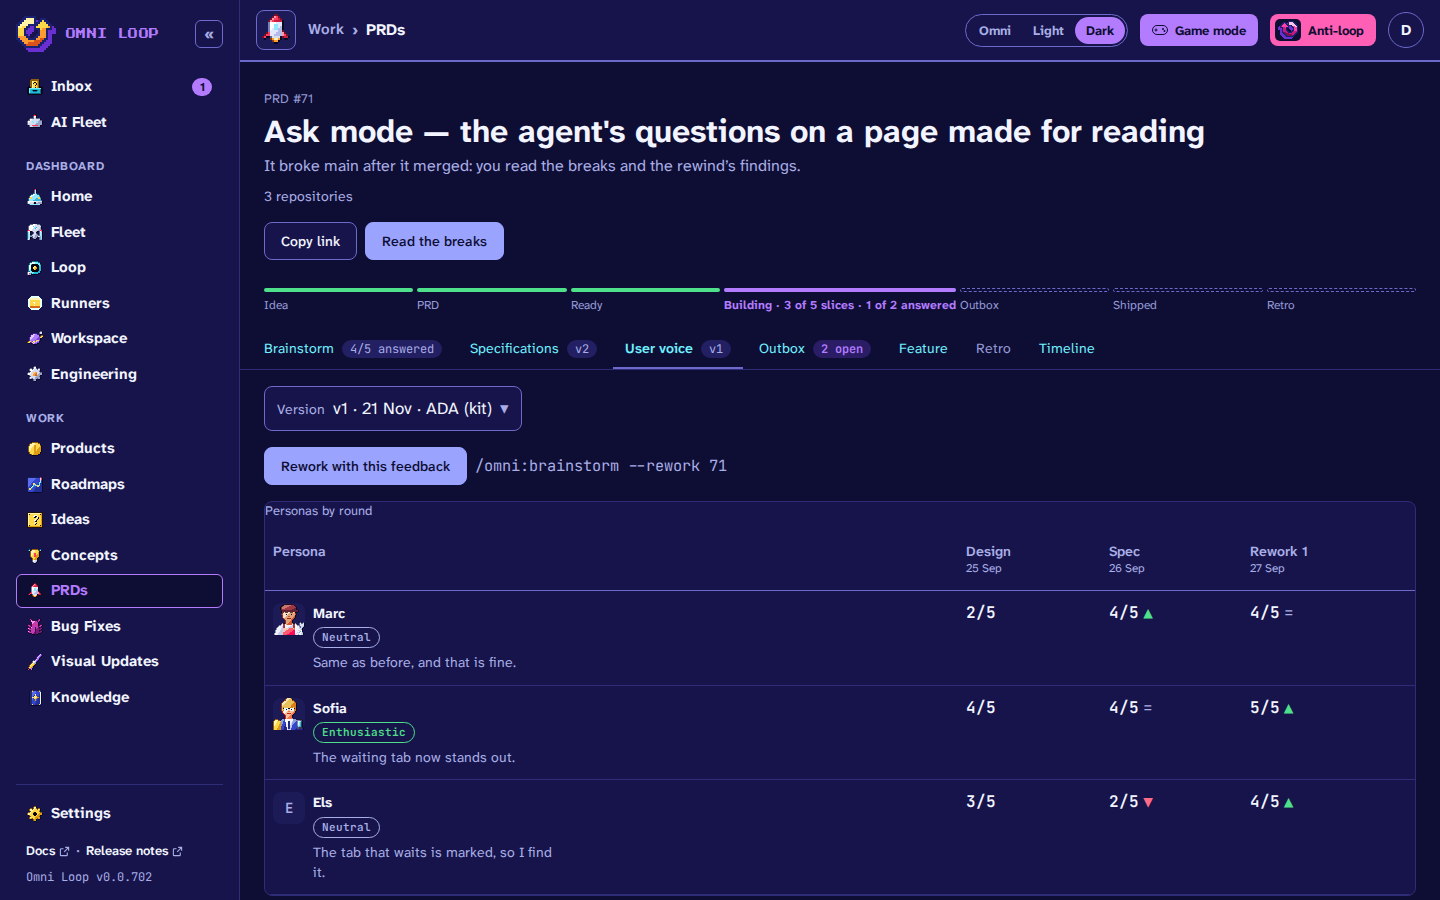 OMNI LOOP
«
Work › PRDs
Omni Light Dark
Game mode
Anti-loop
D
Inbox 1
AI Fleet
DASHBOARD
Home
Fleet
Loop
Runners
Workspace
Engineering
WORK
Products
Roadmaps
Ideas
Concepts
PRDs
Bug Fixes
Visual Updates
Knowledge
Settings
Docs · Release notes
Omni Loop v0.0.702
PRD #71
Ask mode — the agent's questions on a page made for reading
It broke main after it merged: you read the breaks and the rewind's findings.
3 repositories
Copy link Read the breaks
Idea PRD Ready Building · 3 of 5 slices · 1 of 2 answered Outbox Shipped Retro
Brainstorm 4/5 answered Specifications v2 User voice v1 Outbox 2 open Feature Retro Timeline
Version v1 · 21 Nov · ADA (kit) ▼
Rework with this feedback /omni:brainstorm --rework 71
Personas by round
Persona Design Spec Rework 1
25 Sep 26 Sep 27 Sep
Marc 2/5 4/5 ▲ 4/5 =
Neutral
Same as before, and that is fine.
Sofia 4/5 4/5 = 5/5 ▲
Enthusiastic
The waiting tab now stands out.
E Els 3/5 2/5 ▼ 4/5 ▲
Neutral
The tab that waits is marked, so I find
it.